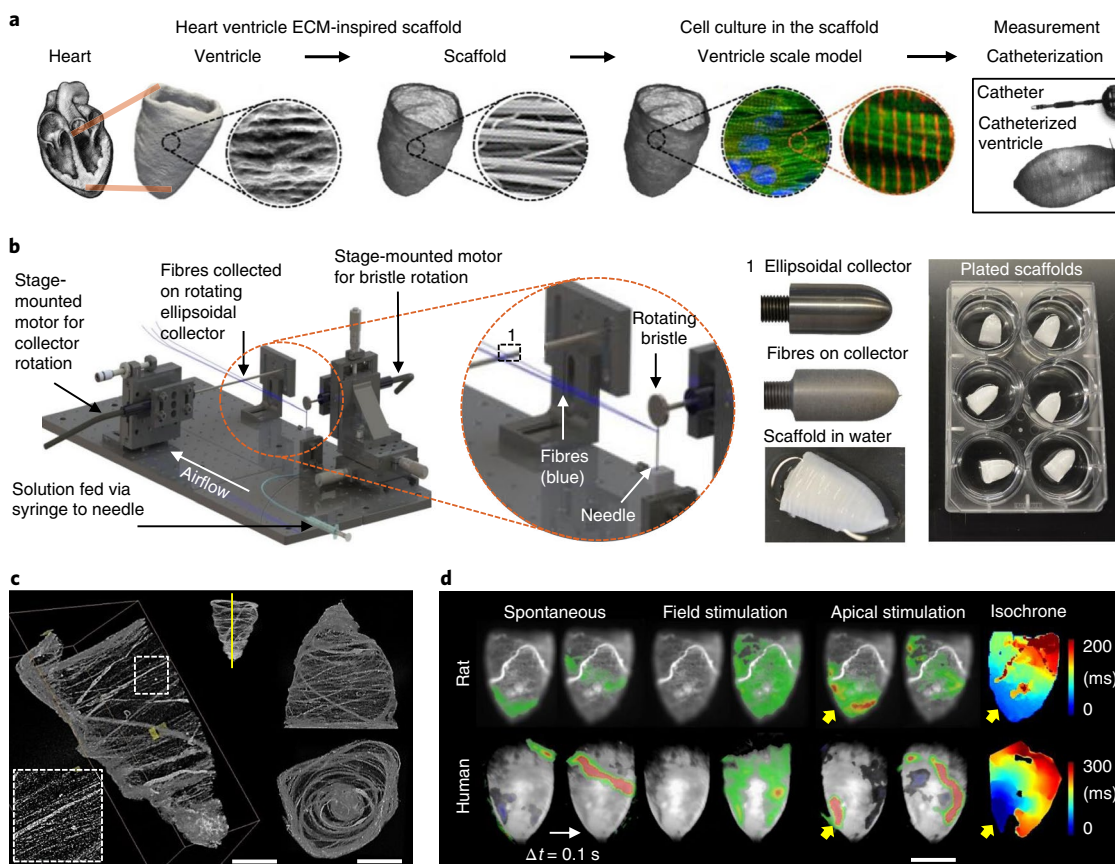 a
Heart ventricle ECM-inspired scaffold
Cell culture in the scaffold
Measurement
Heart
Ventricle
Scaffold
Ventricle scale model
Catheterization
Catheter
Catheterized
ventricle
b
Stage-
mounted
motor for
collector
rotation
Fibres collected
on rotating
ellipsoidal
collector
Stage-mounted motor
for bristle rotation
Airflow
Solution fed via
syringe to needle
1
Rotating
bristle
Fibres
(blue)
Needle
1 Ellipsoidal collector
Fibres on collector
Scaffold in water
Plated scaffolds
c
d
Spontaneous
Field stimulation
Apical stimulation
Isochrone
Rat
200
(ms)
0
Human
300
(ms)
0
Δt = 0.1 s